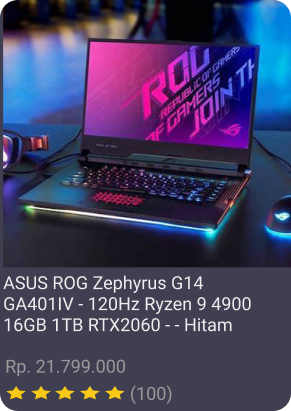 ROG
REPUBLIC OF GAMERS
JOIN TH
ASUS ROG Zephyrus G14
GA401IV - 120Hz Ryzen 9 4900
16GB 1TB RTX2060 - - Hitam
Rp. 21.799.000
(100)